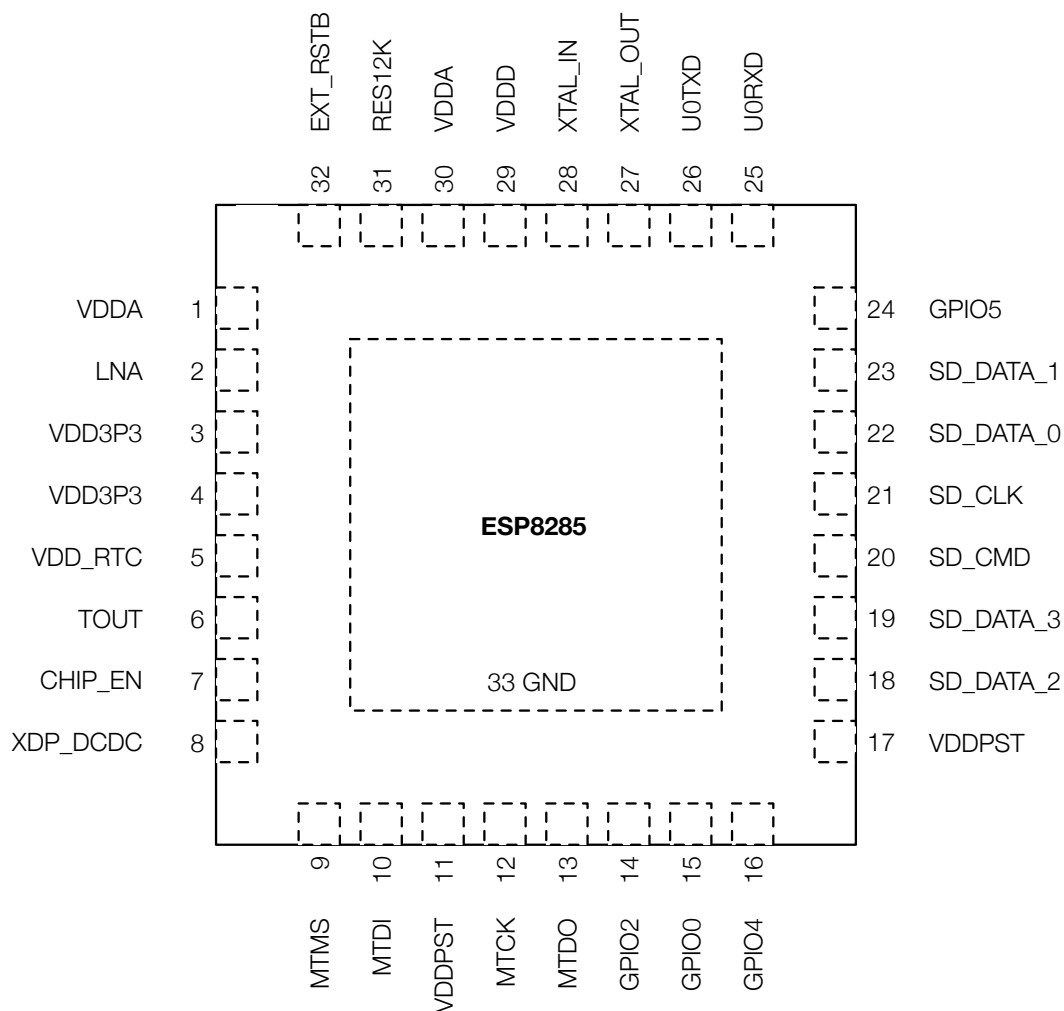 EXT_RSTB
RES12K
VDDA
VDDD
XTAL_IN
XTAL_OUT
U0TXD
U0RXD
32
31
30
29
28
27
26
25
VDDA 1
LNA 2
VDD3P3 3
VDD3P3 4
VDD_RTC 5
TOUT 6
CHIP_EN 7
XDP_DCDC 8
24 GPIO5
23 SD_DATA_1
22 SD_DATA_0
21 SD_CLK
20 SD_CMD
19 SD_DATA_3
18 SD_DATA_2
17 VDDPST
ESP8285
33 GND
9
10
11
12
13
14
15
16
MTMS
MTDI
VDDPST
MTCK
MTDO
GPIO2
GPIO0
GPIO4